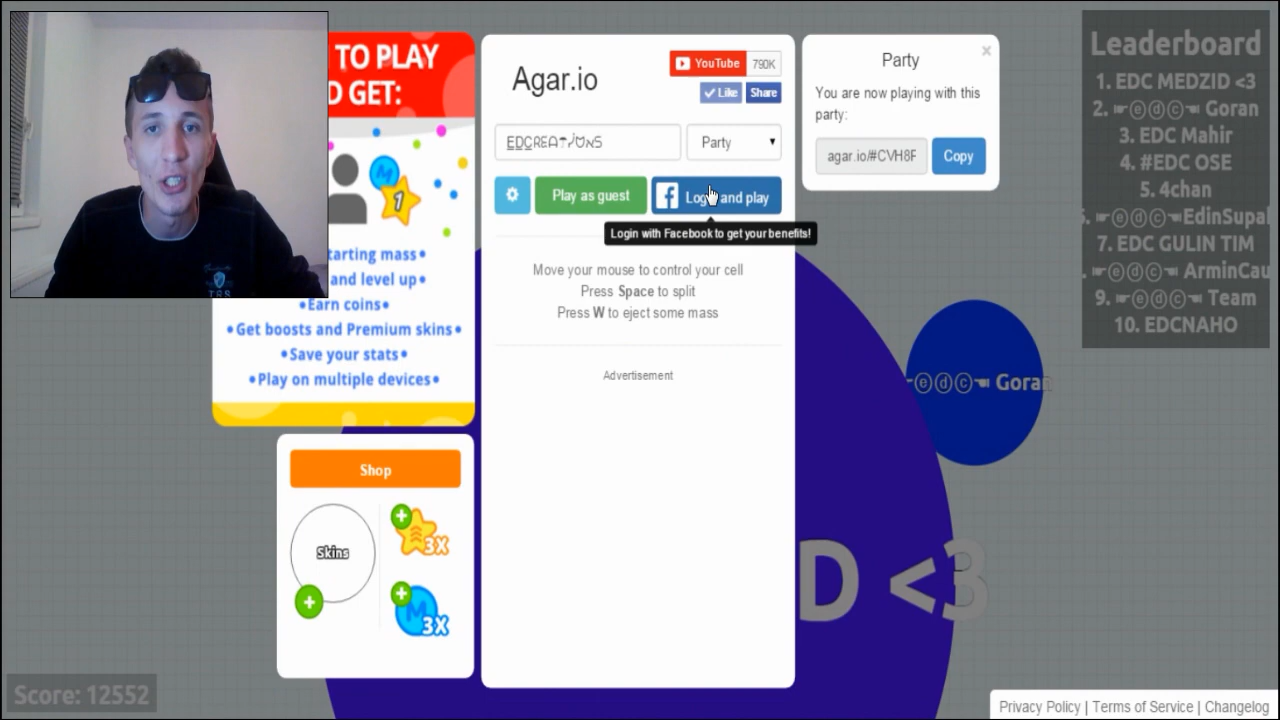 TO PLAY
D GET:
1
tarting mass•
and level up•
•Earn coins•
•Get boosts and Premium skins•
•Save your stats•
•Play on multiple devices•
Shop
Skins
3X
3X
Score: 12552
Agar.io
YouTube 790K
Like Share
Party
Play as guest
and play
Login with Facebook to get your benefits!
Move your mouse to control your cell
Press Space to split
Press W to eject some mass
Advertisement
Party
×
You are now playing with this
party:
agar.io/#CVH8F
Copy
Leaderboard
1. EDC MEDZID <3
2. ☛ⓔⓓⓒ☚ Goran
3. EDC Mahir
4. #EDC OSE
5. 4chan
☛ⓔⓓⓒ☚EdinSupal
7. EDC GULIN TIM
☛ⓔⓓⓒ☚ ArminCau
9. ☛ⓔⓓⓒ☚ Team
10. EDCNAHO
ⓔⓓⓒ☚ Goran
D <3
Privacy Policy | Terms of Service | Changelog